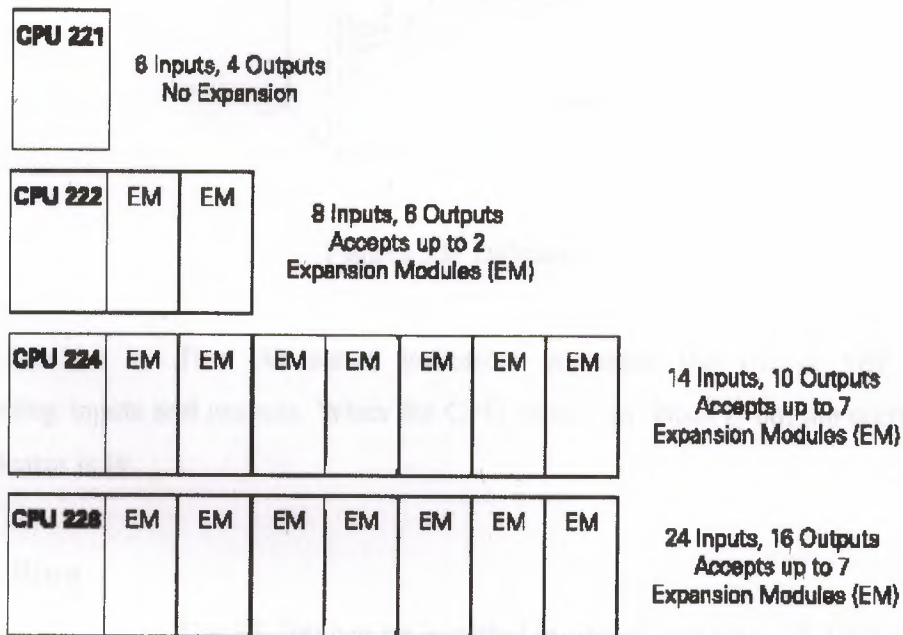 CPU 221
6 Inputs, 4 Outputs
No Expansion
CPU 222 EM EM
8 Inputs, 6 Outputs
Accepts up to 2
Expansion Modules (EM)
CPU 224 EM EM EM EM EM EM EM
14 Inputs, 10 Outputs
Accepts up to 7
Expansion Modules (EM)
CPU 226 EM EM EM EM EM EM EM
24 Inputs, 16 Outputs
Accepts up to 7
Expansion Modules (EM)